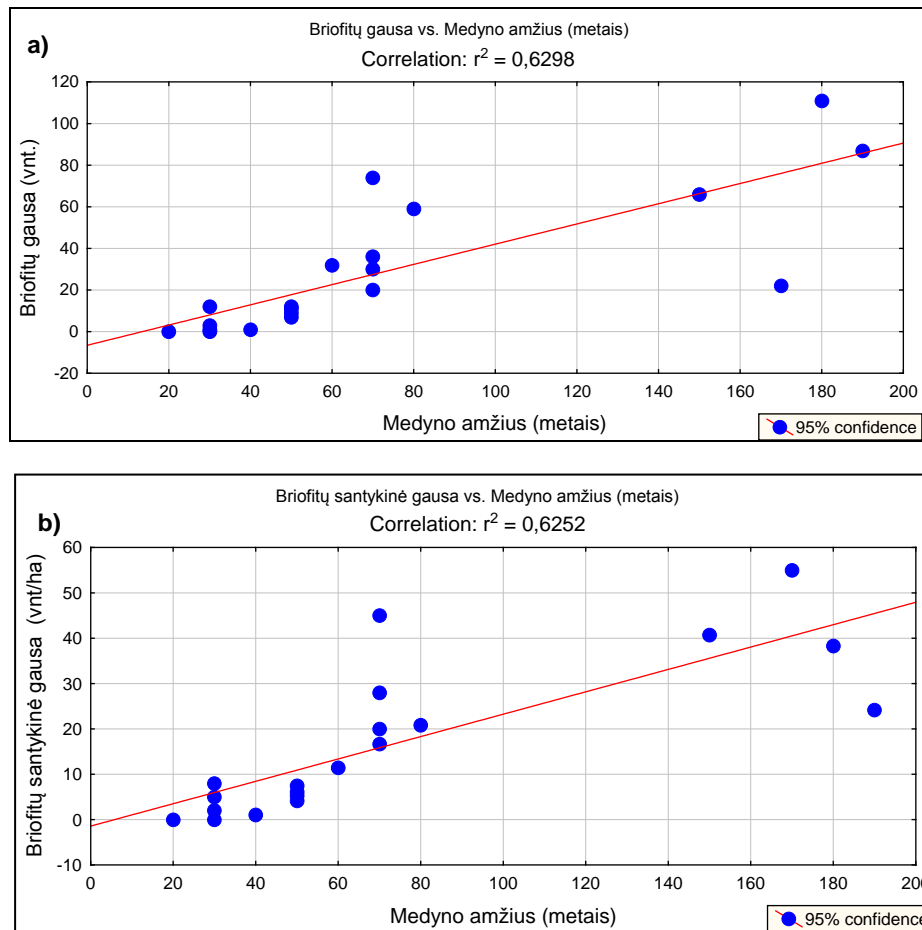 Briofitų gausa vs. Medyno amžius (metais)
a)
Correlation: r² = 0,6298
120
100
80
60
40
20
0
-20
Briofitų gausa (vnt.)
0 20 40 60 80 100 120 140 160 180 200
Medyno amžius (metais)
95% confidence
Briofitų santykinė gausa vs. Medyno amžius (metais)
b)
Correlation: r² = 0,6252
60
50
40
30
20
10
0
-10
Briofitų santykinė gausa (vnt/ha)
0 20 40 60 80 100 120 140 160 180 200
Medyno amžius (metais)
95% confidence